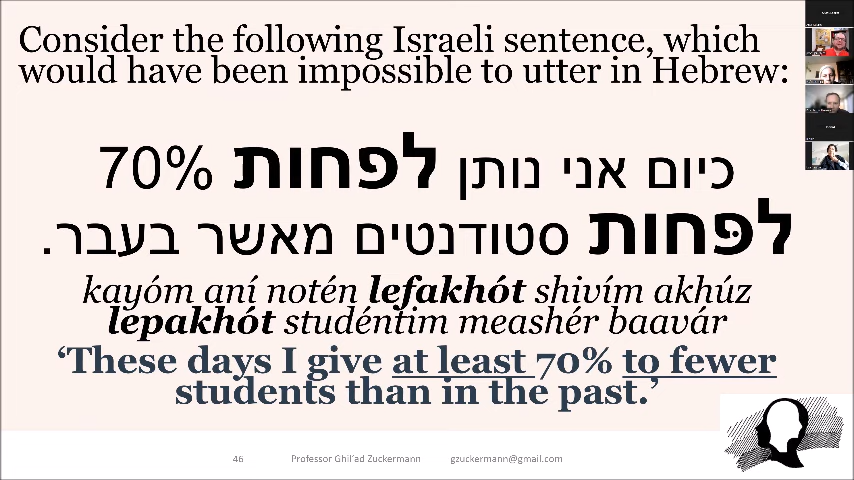 Consider the following Israeli sentence, which
would have been impossible to utter in Hebrew:
כיום אני נותן לפחות 70%
לפּחות סטודנטים מאשר בעבר.
kayóm aní notén lefakhót shivím akhúz
lepakhót studéntim meashér baavár
‘These days I give at least 70% to fewer
students than in the past.’
46 Professor Ghil‘ad Zuckermann gzuckermann@gmail.com